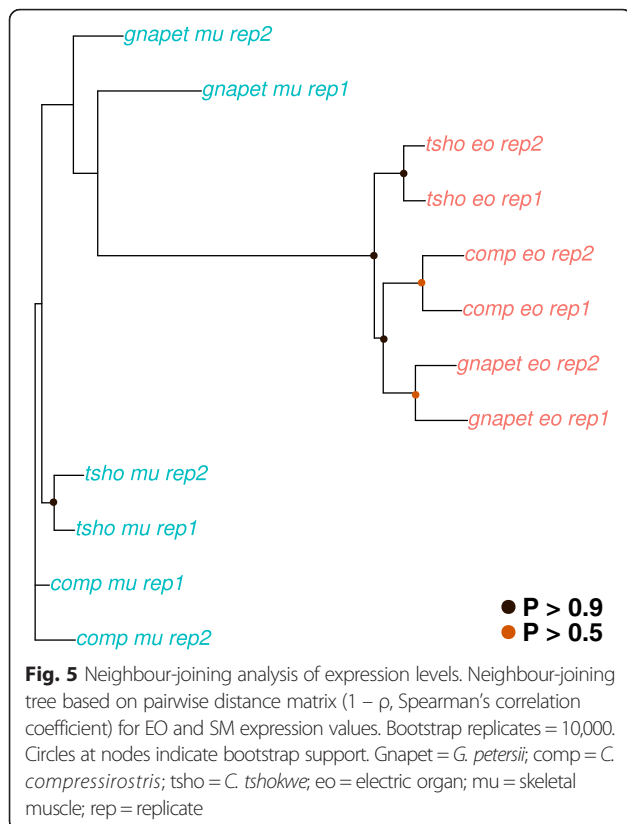 gnapet mu rep2
gnapet mu rep1
tsho eo rep2
tsho eo rep1
comp eo rep2
comp eo rep1
gnapet eo rep2
gnapet eo rep1
tsho mu rep2
tsho mu rep1
comp mu rep1
comp mu rep2
P > 0.9
P > 0.5
Fig. 5 Neighbour-joining analysis of expression levels. Neighbour-joining
tree based on pairwise distance matrix (1 – ρ, Spearman's correlation
coefficient) for EO and SM expression values. Bootstrap replicates = 10,000.
Circles at nodes indicate bootstrap support. Gnapet = G. petersii; comp = C.
compressirostris; tsho = C. tshokwe; eo = electric organ; mu = skeletal
muscle; rep = replicate